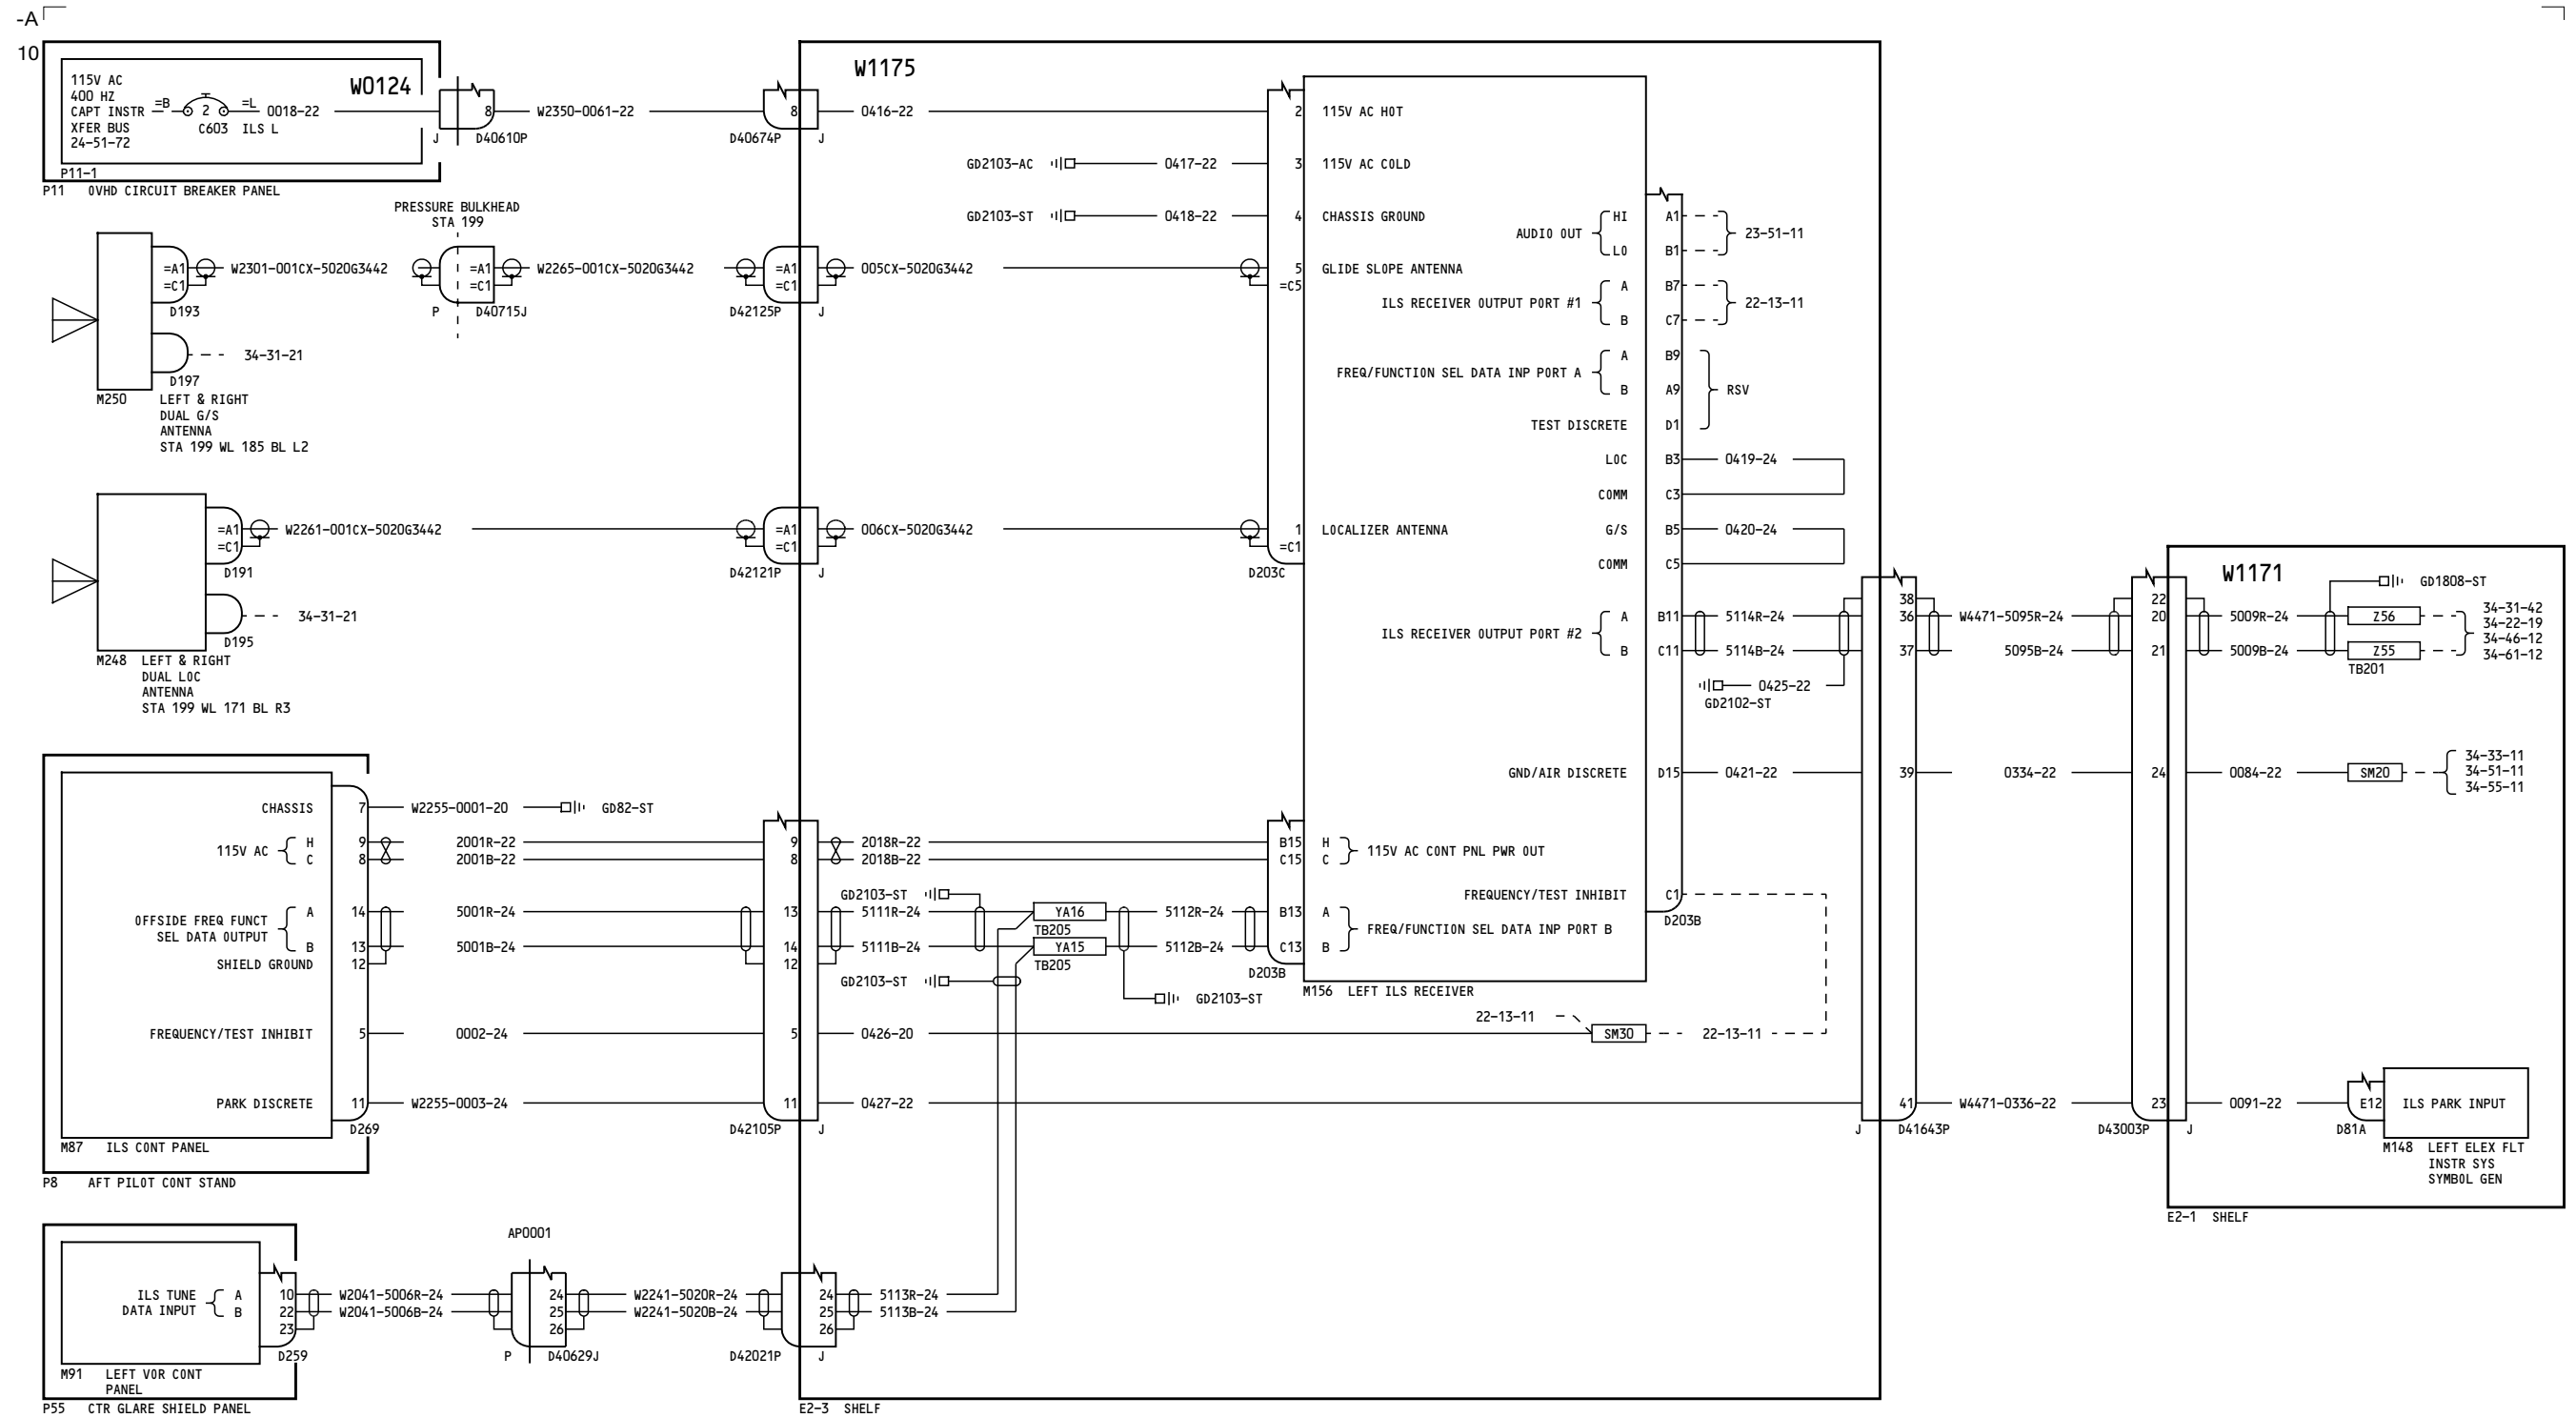 -A
10
115V AC
400 HZ
CAPT INSTR
XFER BUS
24-51-72
=B
2
=L
C603 ILS L
0018-22
W0124
P11-1
P11 OVHD CIRCUIT BREAKER PANEL
J
8
D40610P
W2350-0061-22
8
D40674P
J
W1175
0416-22
GD2103-AC
0417-22
GD2103-ST
0418-22
2 115V AC HOT
3 115V AC COLD
4 CHASSIS GROUND
5 GLIDE SLOPE ANTENNA
=C5
1 LOCALIZER ANTENNA
=C1
D203C
PRESSURE BULKHEAD
STA 199
=A1
=C1
D193
W2301-001CX-5020G3442
P
=A1
=C1
D40715J
W2265-001CX-5020G3442
=A1
=C1
D42125P
J
005CX-5020G3442
D197
34-31-21
M250
LEFT & RIGHT
DUAL G/S
ANTENNA
STA 199 WL 185 BL L2
=A1
=C1
D191
W2261-001CX-5020G3442
=A1
=C1
D42121P
J
006CX-5020G3442
D195
34-31-21
M248 LEFT & RIGHT
DUAL LOC
ANTENNA
STA 199 WL 171 BL R3
AUDIO OUT
HI A1
LO B1
23-51-11
ILS RECEIVER OUTPUT PORT #1
A B7
B C7
22-13-11
FREQ/FUNCTION SEL DATA INP PORT A
A B9
B A9
TEST DISCRETE D1
RSV
LOC B3 0419-24
COMM C3
G/S B5 0420-24
COMM C5
ILS RECEIVER OUTPUT PORT #2
A B11 5114R-24
B C11 5114B-24
0425-22
GD2102-ST
GND/AIR DISCRETE D15 0421-22
FREQUENCY/TEST INHIBIT C1
D203B
38
36
37
39
41
J
D41643P
W4471-5095R-24
5095B-24
0334-22
W4471-0336-22
22
20
21
24
23
D43003P
J
W1171
GD1808-ST
5009R-24
Z56
5009B-24
Z55
TB201
34-31-42
34-22-19
34-46-12
34-61-12
0084-22
SM20
34-33-11
34-51-11
34-55-11
0091-22
E12 ILS PARK INPUT
D81A
M148 LEFT ELEX FLT
INSTR SYS
SYMBOL GEN
E2-1 SHELF
CHASSIS 7 W2255-0001-20 GD82-ST
115V AC
H 9 2001R-22
C 8 2001B-22
OFFSIDE FREQ FUNCT
SEL DATA OUTPUT
A 14 5001R-24
B 13 5001B-24
SHIELD GROUND 12
FREQUENCY/TEST INHIBIT 5 0002-24
PARK DISCRETE 11 W2255-0003-24
D269
M87 ILS CONT PANEL
P8 AFT PILOT CONT STAND
9
8
13
14
12
5
11
D42105P
J
2018R-22
2018B-22
GD2103-ST
5111R-24
5111B-24
GD2103-ST
YA16
TB205
YA15
TB205
5112R-24
5112B-24
GD2103-ST
B15 H
C15 C
115V AC CONT PNL PWR OUT
B13 A
C13 B
FREQ/FUNCTION SEL DATA INP PORT B
D203B
M156 LEFT ILS RECEIVER
0426-20
22-13-11
SM30
22-13-11
0427-22
ILS TUNE
DATA INPUT
A 10
B 22
23
D259
M91 LEFT VOR CONT
PANEL
P55 CTR GLARE SHIELD PANEL
W2041-5006R-24
W2041-5006B-24
AP0001
24
25
26
P
D40629J
W2241-5020R-24
W2241-5020B-24
24
25
26
D42021P
J
5113R-24
5113B-24
E2-3 SHELF